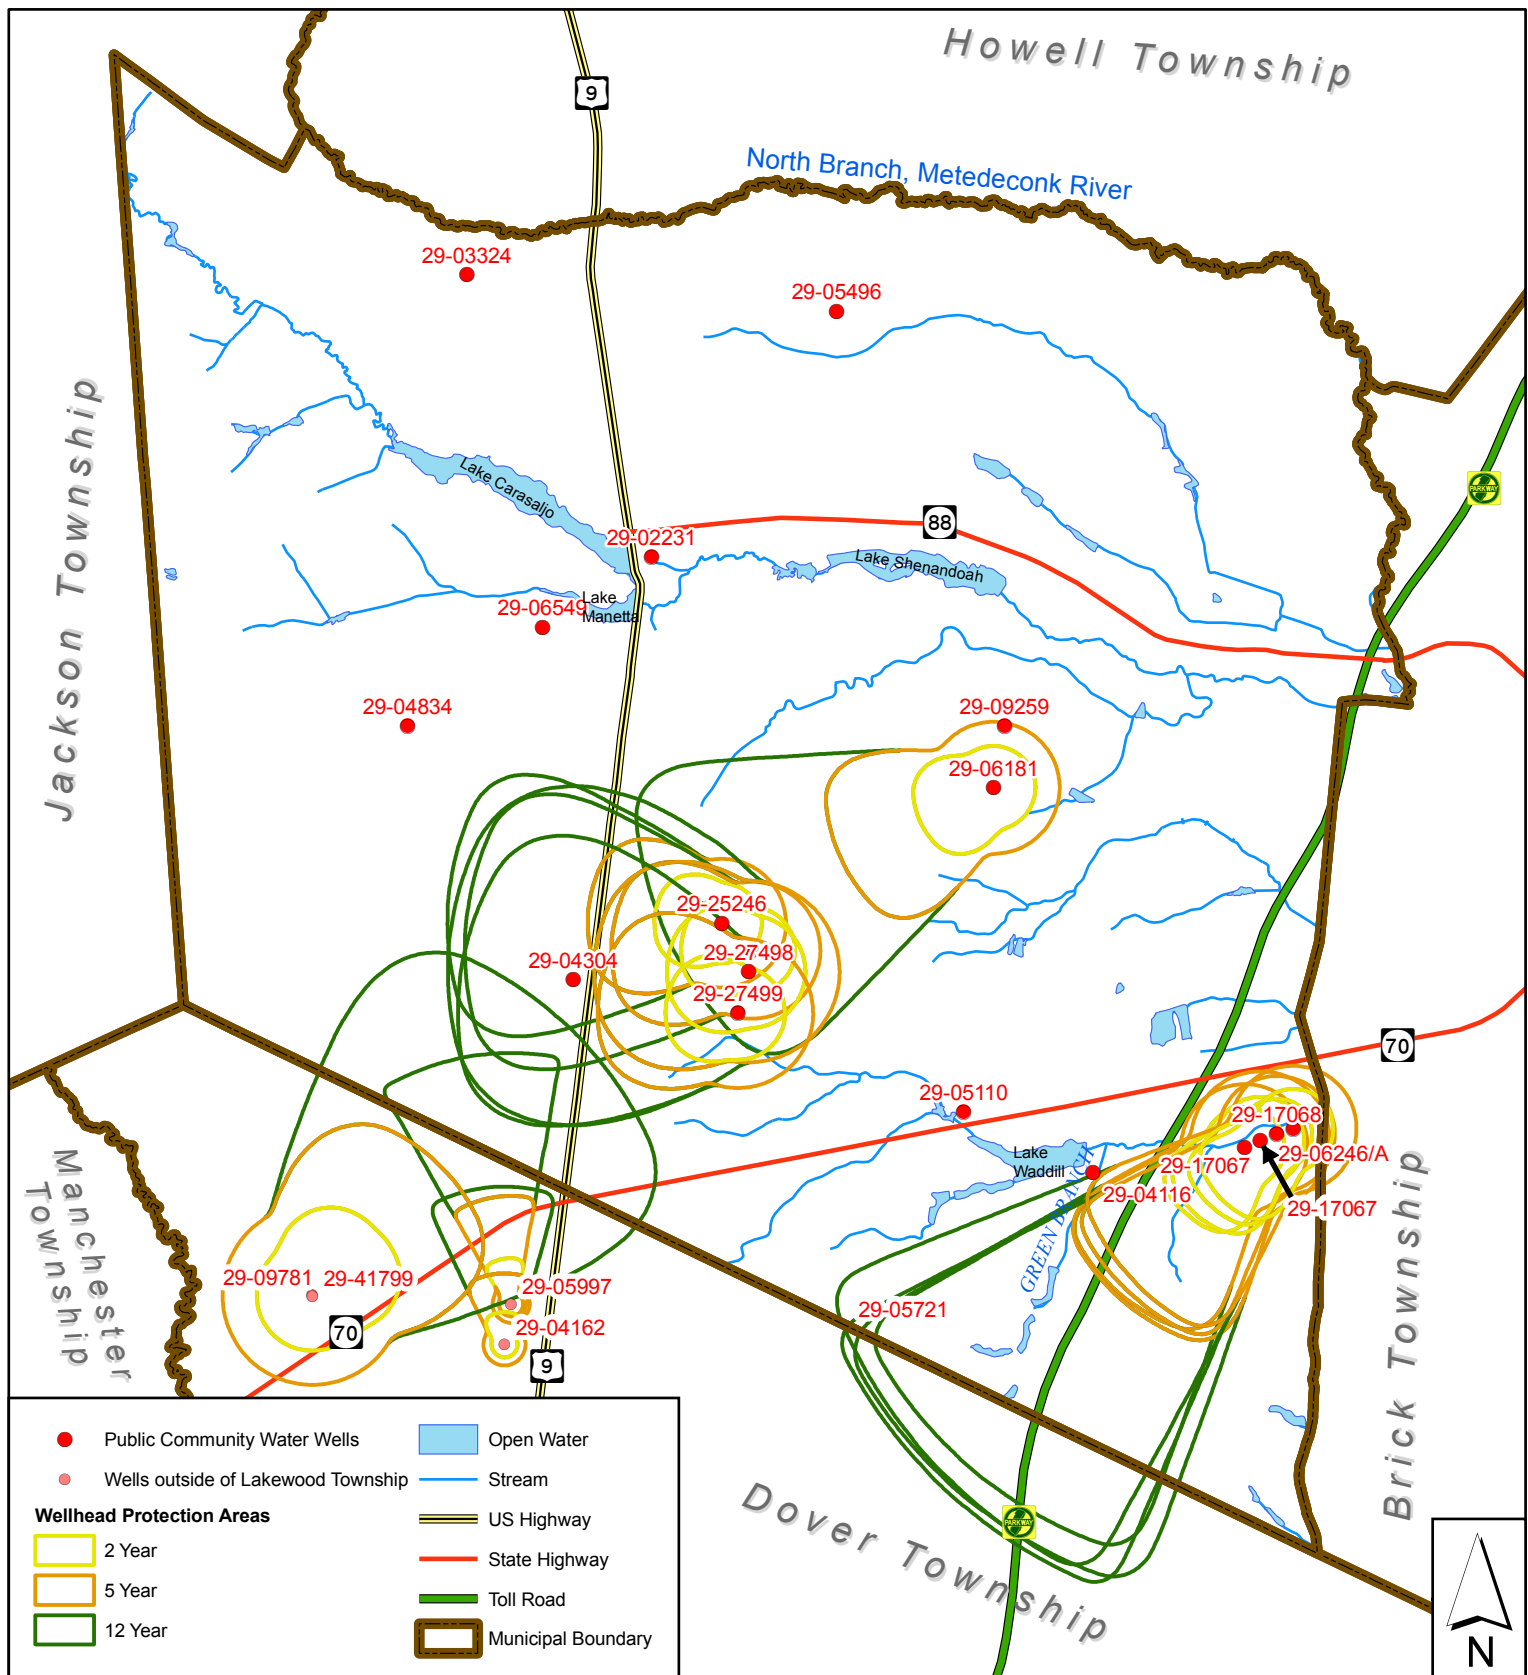 Howell Township
9
North Branch, Metedeconk River
29-03324
29-05496
Jackson Township
Lake Carasaljo
PARKWAY
88
29-02231
Lake Shenandoah
Lake
Manetta
29-06549
29-04834
29-09259
29-06181
29-25246
29-27498
29-04304
29-27499
70
29-05110
29-17068
Lake
Waddill
29-17067
29-06246/A
29-04116
29-17067
GREEN BRANCH
Manchester
Township
29-09781
29-41799
29-05997
29-04162
29-05721
70
9
Brick Township
Dover Township
PARKWAY
Public Community Water Wells
Wells outside of Lakewood Township
Wellhead Protection Areas
2 Year
5 Year
12 Year
Open Water
Stream
US Highway
State Highway
Toll Road
Municipal Boundary
N